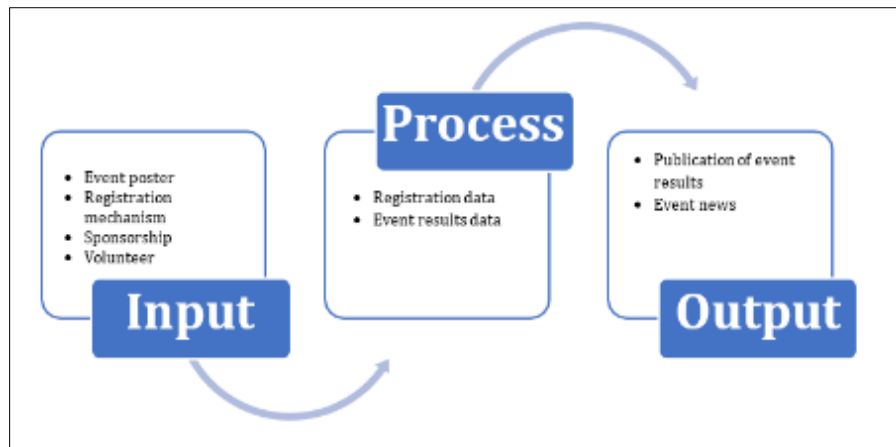 • Event poster
• Registration
mechanism
• Sponsorship
• Volunteer
Input
Process
• Registration data
• Event results data
• Publication of event
results
• Event news
Output